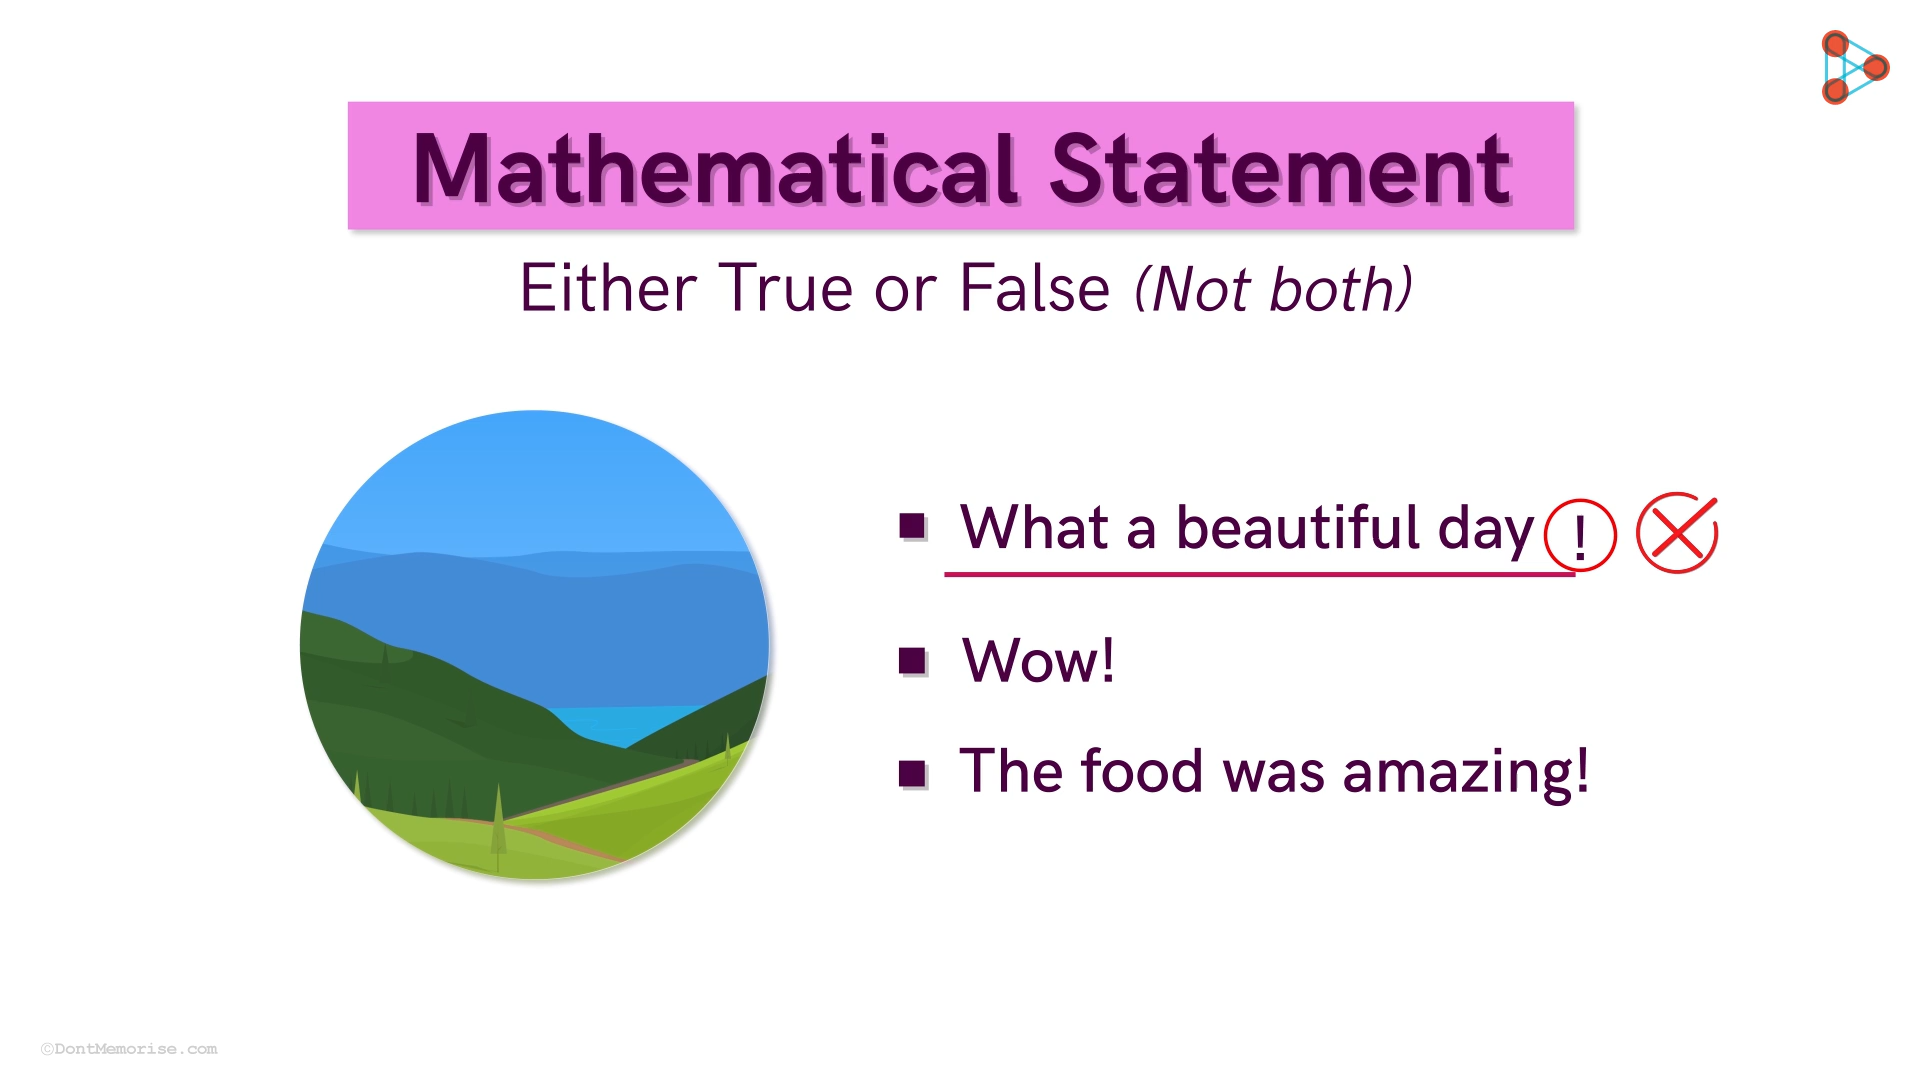 Mathematical Statement
Either True or False (Not both)
What a beautiful day!
Wow!
The food was amazing!
©DontMemorise.com